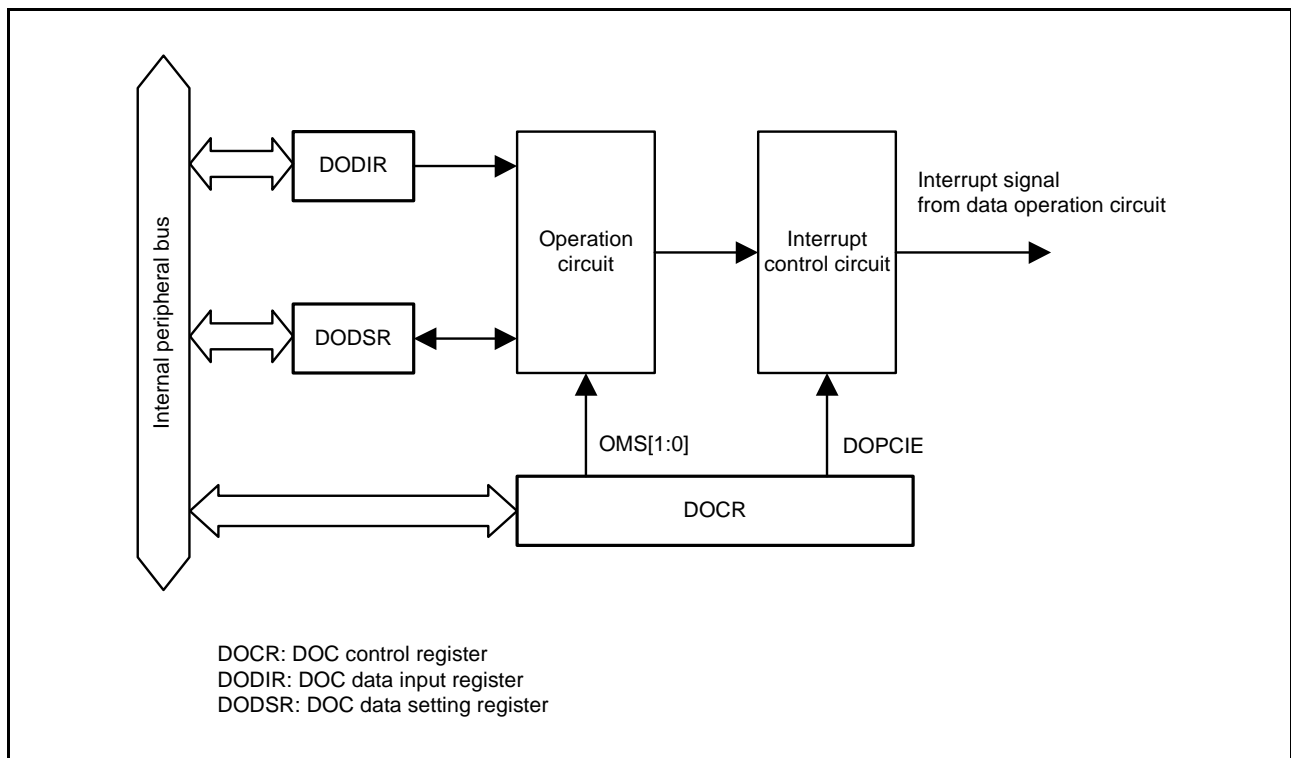 Internal peripheral bus
DODIR
DODSR
Operation
circuit
Interrupt
control circuit
Interrupt signal
from data operation circuit
OMS[1:0]
DOPCIE
DOCR
DOCR: DOC control register
DODIR: DOC data input register
DODSR: DOC data setting register